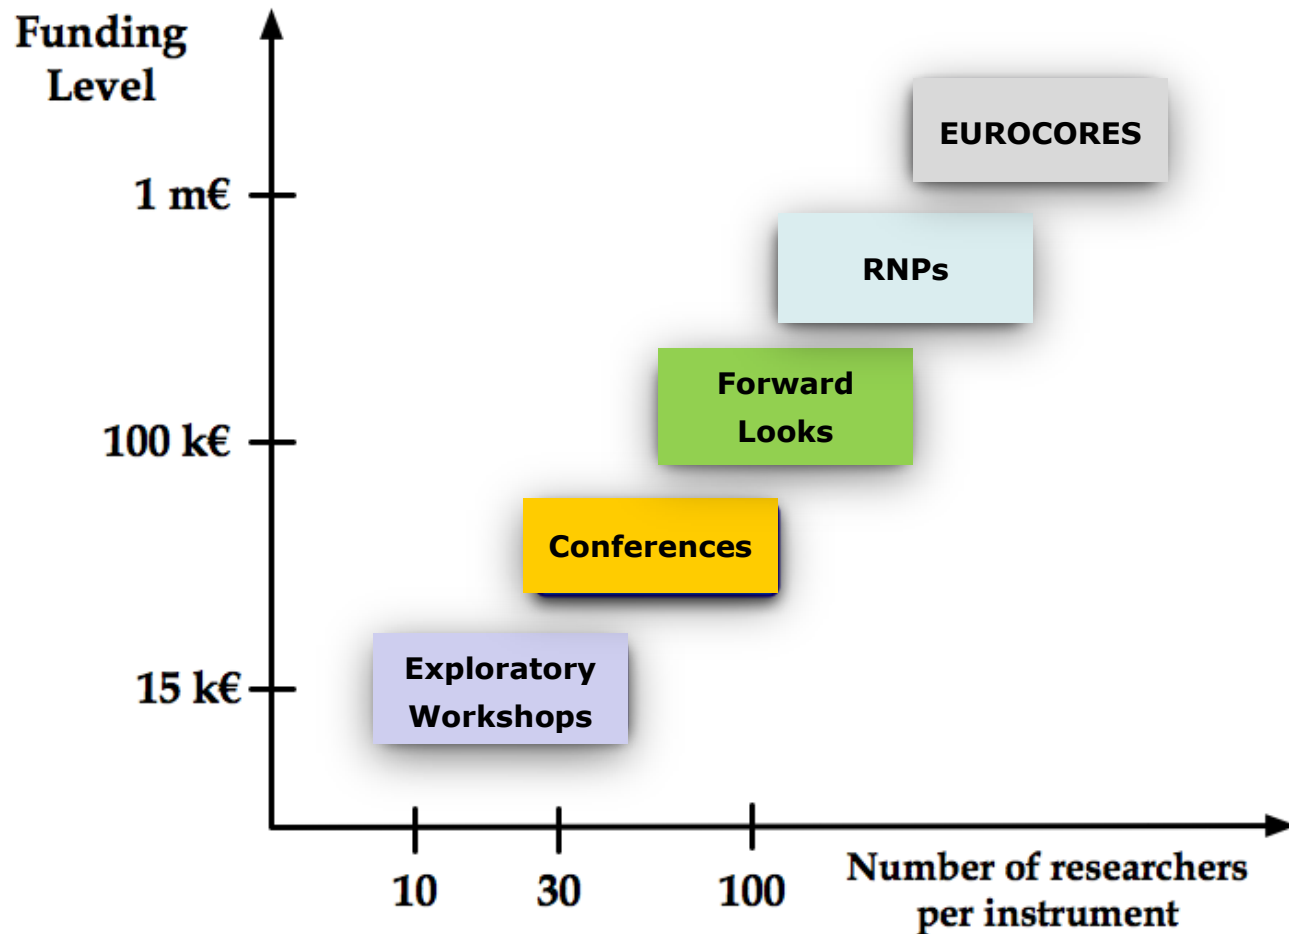 Funding
Level
EUROCORES
1 m€
RNPs
Forward
Looks
100 k€
Conferences
Exploratory
Workshops
15 k€
10
30
100
Number of researchers
per instrument